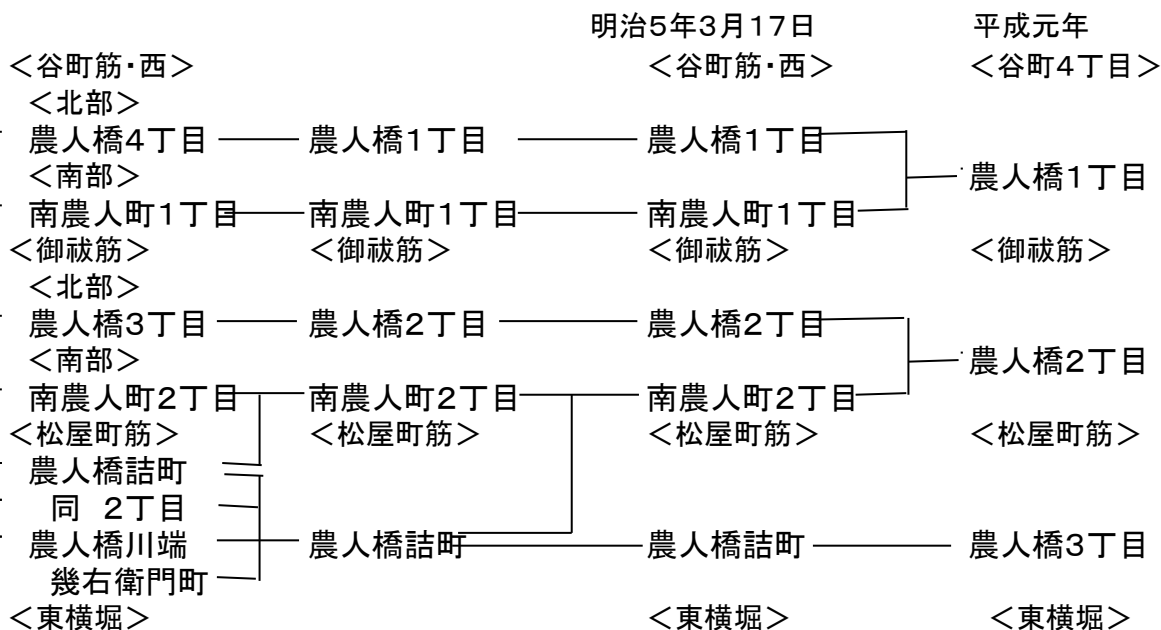 明治5年3月17日 平成元年
＜谷町筋・西＞ ＜谷町筋・西＞ ＜谷町4丁目＞
＜北部＞
農人橋4丁目 農人橋1丁目 農人橋1丁目
＜南部＞ 農人橋1丁目
南農人町1丁目 南農人町1丁目 南農人町1丁目
＜御祓筋＞ ＜御祓筋＞ ＜御祓筋＞ ＜御祓筋＞
＜北部＞
農人橋3丁目 農人橋2丁目 農人橋2丁目
＜南部＞ 農人橋2丁目
南農人町2丁目 南農人町2丁目 南農人町2丁目
＜松屋町筋＞ ＜松屋町筋＞ ＜松屋町筋＞ ＜松屋町筋＞
農人橋詰町
同 2丁目
農人橋川端 農人橋詰町 農人橋詰町 農人橋3丁目
幾右衛門町
＜東横堀＞ ＜東横堀＞ ＜東横堀＞